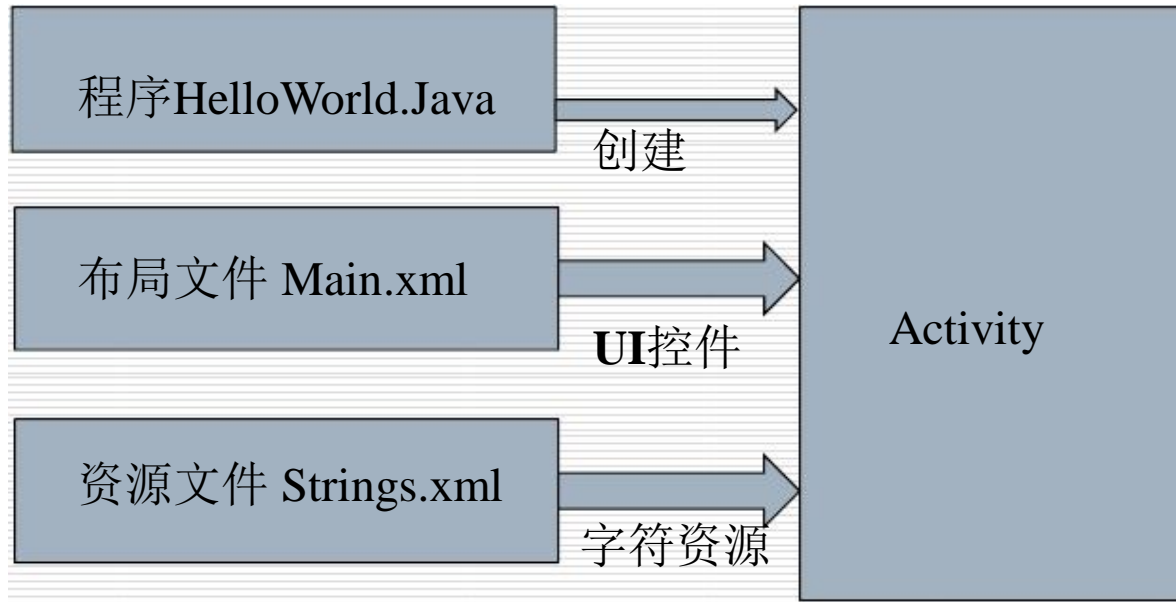 程序HelloWorld.Java
创建
布局文件 Main.xml
UI控件
Activity
资源文件 Strings.xml
字符资源